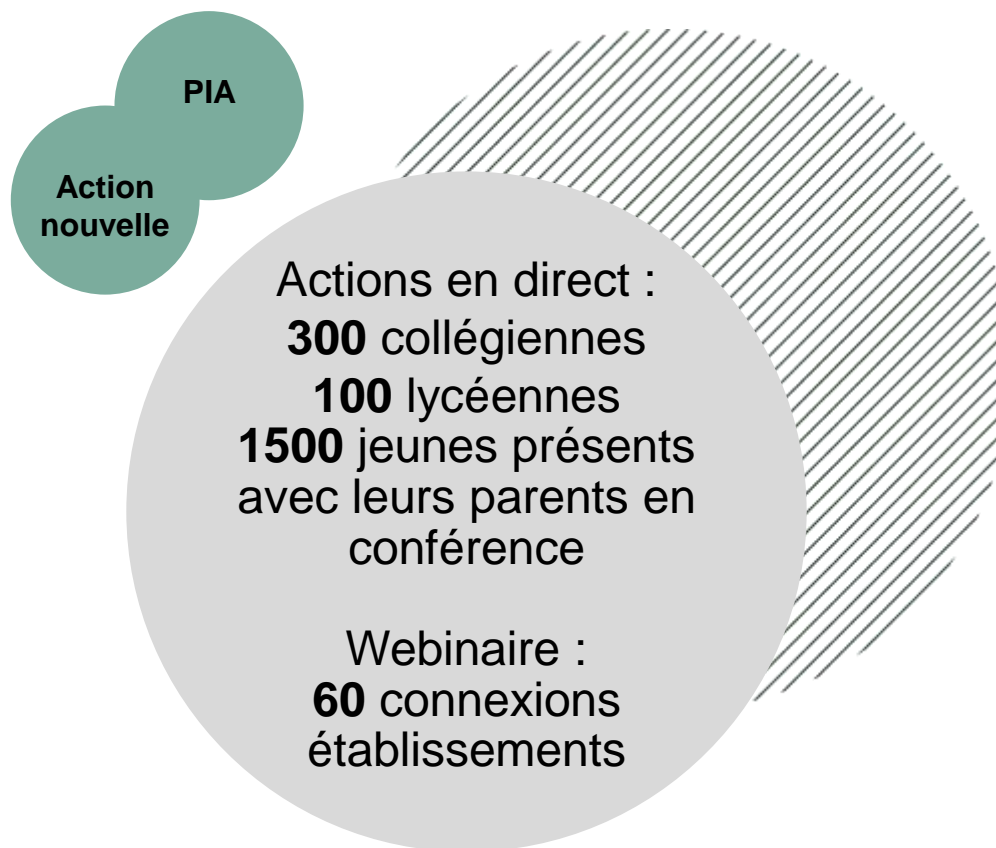 PIA
Action
nouvelle
Actions en direct :
300 collégiennes
100 lycéennes
1500 jeunes présents
avec leurs parents en
conférence
Webinaire :
60 connexions
établissements